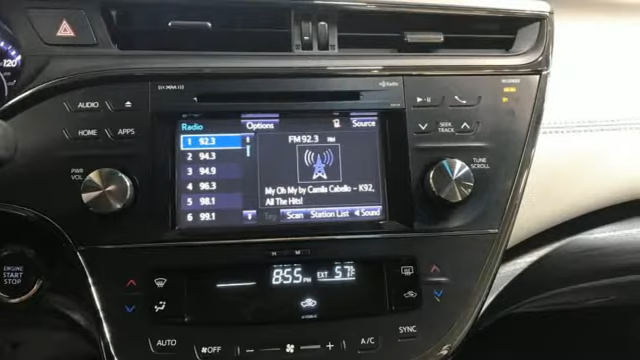 120
AUDIO
HOME APPS
PWR
VOL
ENGINE
START
STOP
Radio Options Source
1 92.3
2 94.3
3 94.9
4 96.3
5 98.1
6 99.1
FM 92.3
My Oh My by Camila Cabello - K92,
All The Hits!
Tag Scan Station List Sound
SEEK
TRACK
TUNE
SCROLL
8:55 PM EXT 57°F
AUTO OFF - + A/C SYNC